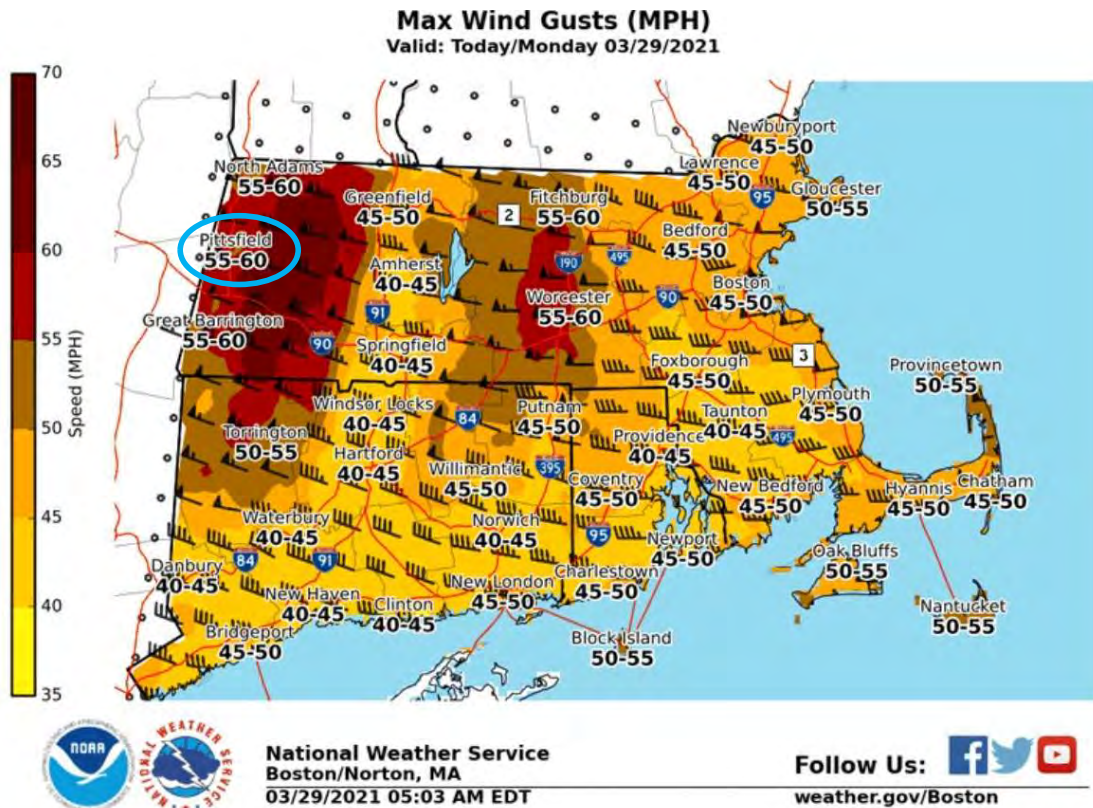 Max Wind Gusts (MPH)
Valid: Today/Monday 03/29/2021
70
65
60
55
50
45
40
35
Speed (MPH)
Newburyport
45-50
North Adams
55-60
Lawrence
45-50
Greenfield
45-50
Fitchburg
55-60
Gloucester
50-55
95
2
Pittsfield
55-60
Bedford
45-50
495
190
Amherst
40-45
Boston
45-50
Worcester
55-60
90
91
Great Barrington
55-60
90
Springfield
40-45
Foxborough
45-50
3
Provincetown
50-55
Windsor Locks
40-45
84
Putnam
45-50
Taunton
40-45
Plymouth
45-50
Torrington
50-55
Providence
40-45
495
Hartford
40-45
Willimantic
45-50
395
Coventry
45-50
New Bedford
45-50
Hyannis
45-50
Chatham
45-50
Waterbury
40-45
Norwich
40-45
95
Newport
45-50
Oak Bluffs
50-55
Danbury
40-45
84
91
New Haven
40-45
Clinton
40-45
New London
45-50
Charlestown
45-50
Nantucket
50-55
Bridgeport
45-50
Block Island
50-55
NOAA
NATIONAL WEATHER SERVICE
National Weather Service
Boston/Norton, MA
03/29/2021 05:03 AM EDT
Follow Us:
weather.gov/Boston